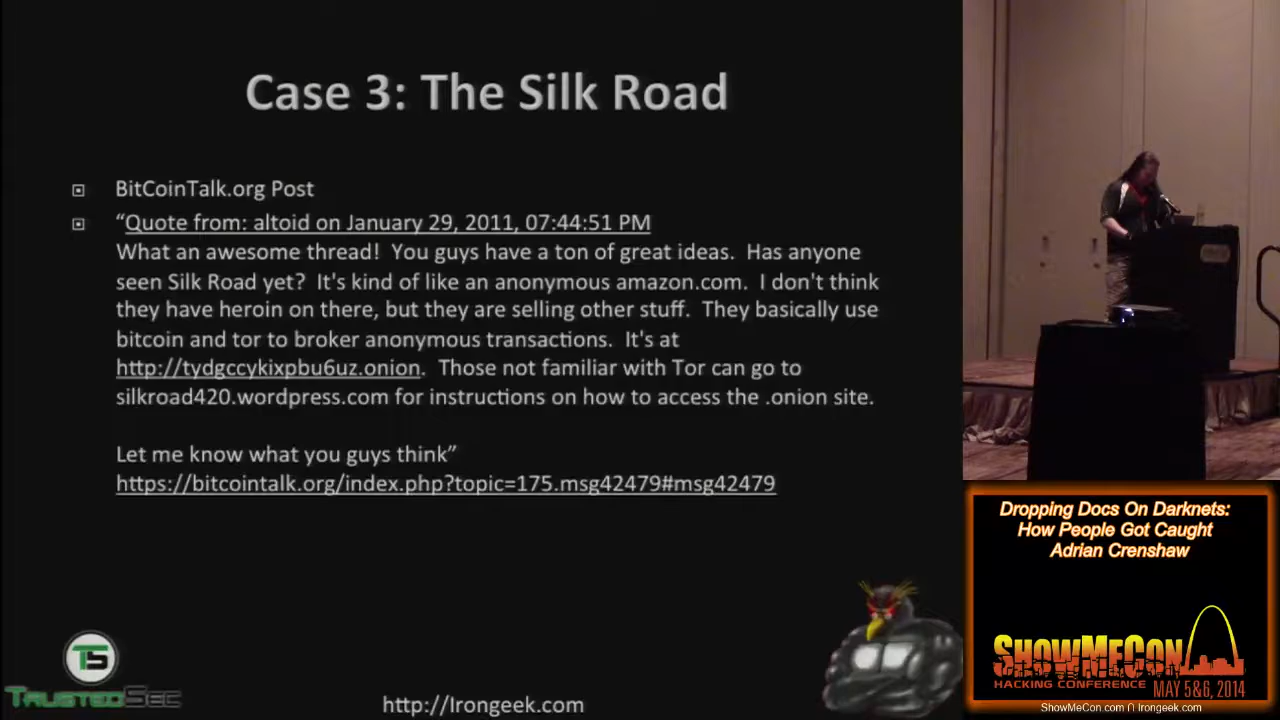 Case 3: The Silk Road
BitCoinTalk.org Post
“Quote from: altoid on January 29, 2011, 07:44:51 PM
What an awesome thread!  You guys have a ton of great ideas.  Has anyone
seen Silk Road yet?  It's kind of like an anonymous amazon.com.  I don't think
they have heroin on there, but they are selling other stuff.  They basically use
bitcoin and tor to broker anonymous transactions.  It's at
http://tydgccykixpbu6uz.onion.  Those not familiar with Tor can go to
silkroad420.wordpress.com for instructions on how to access the .onion site.
Let me know what you guys think”
https://bitcointalk.org/index.php?topic=175.msg42479#msg42479
TS
TRUSTEDSEC
http://Irongeek.com
Dropping Docs On Darknets:
How People Got Caught
Adrian Crenshaw
SHOWMECON
HACKING CONFERENCE MAY 5&6, 2014
ShowMeCon.com ∩ Irongeek.com